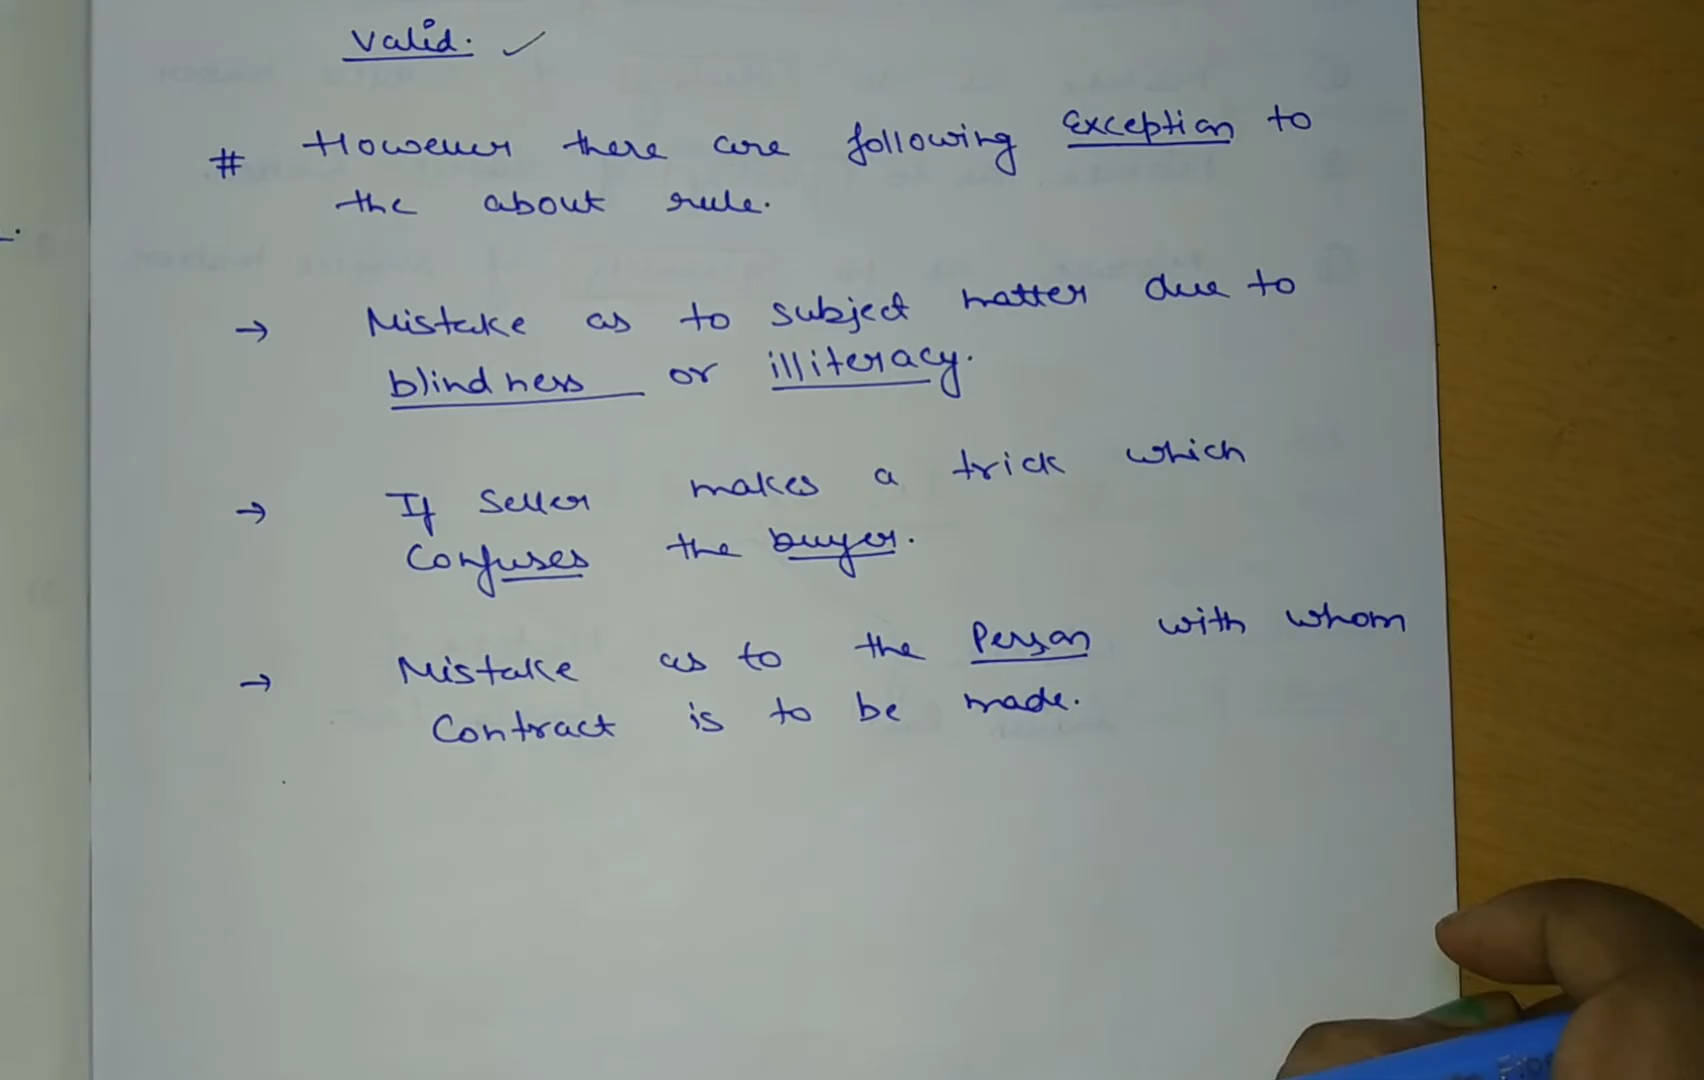 Valid. ✓
# However there are following Exception to
the about rule.
→ Mistake as to subject matter due to
blindness or illiteracy.
→ If Seller makes a trick which
Confuses the buyer.
→ Mistake as to the Person with whom
Contract is to be made.